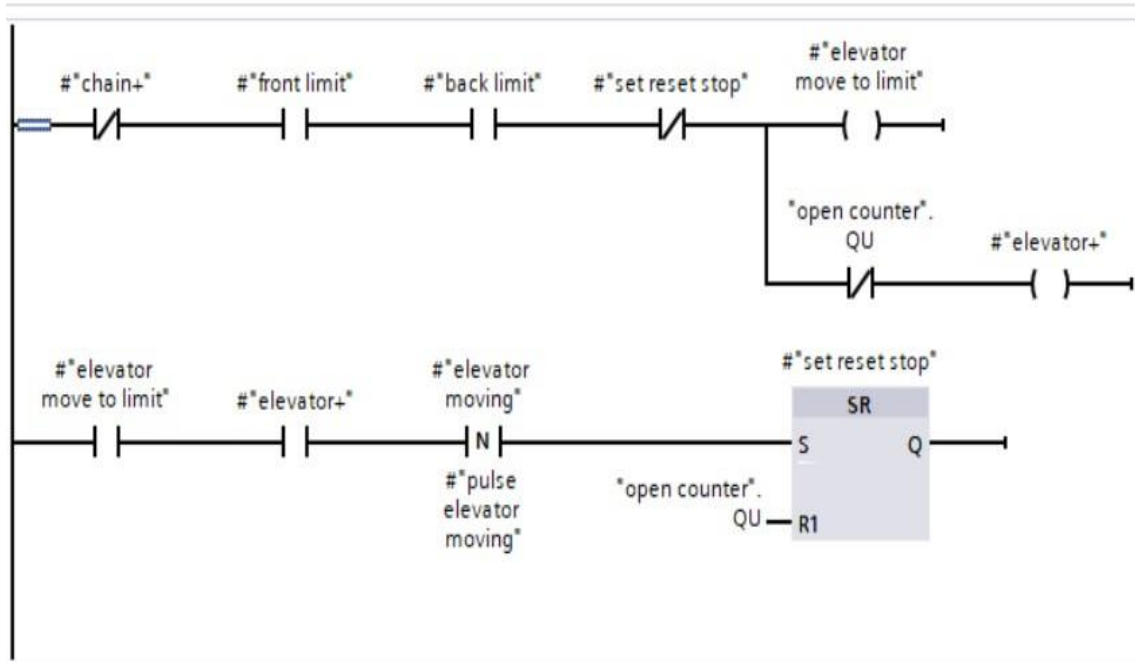 #"elevator
move to limit"
#"chain+"
#"front limit"
#"back limit"
#"set reset stop"
"open counter".
QU
#"elevator+"
#"elevator
move to limit"
#"elevator+"
#"elevator
moving"
N
#"pulse
elevator
moving"
#"set reset stop"
SR
S
Q
"open counter".
QU
R1